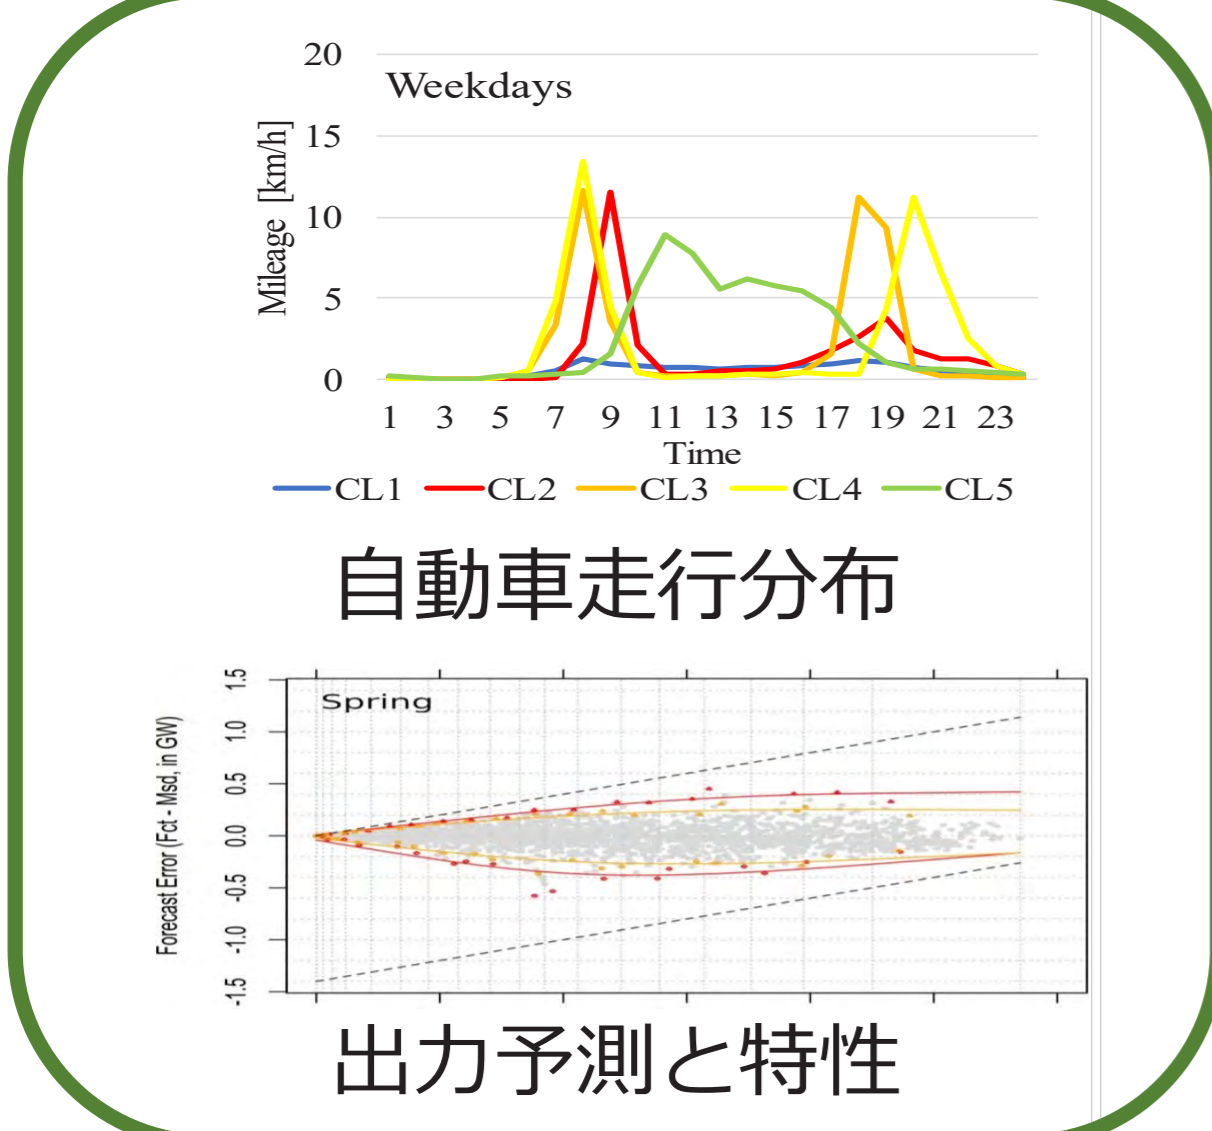 20
Weekdays
15
10
5
0
Mileage [km/h]
1 3 5 7 9 11 13 15 17 19 21 23
Time
CL1 CL2 CL3 CL4 CL5
自動車走行分布
Spring
1.5
1.0
0.5
0.0
-0.5
-1.0
-1.5
Forecast Error (Fct - Msd, in GW)
出力予測と特性